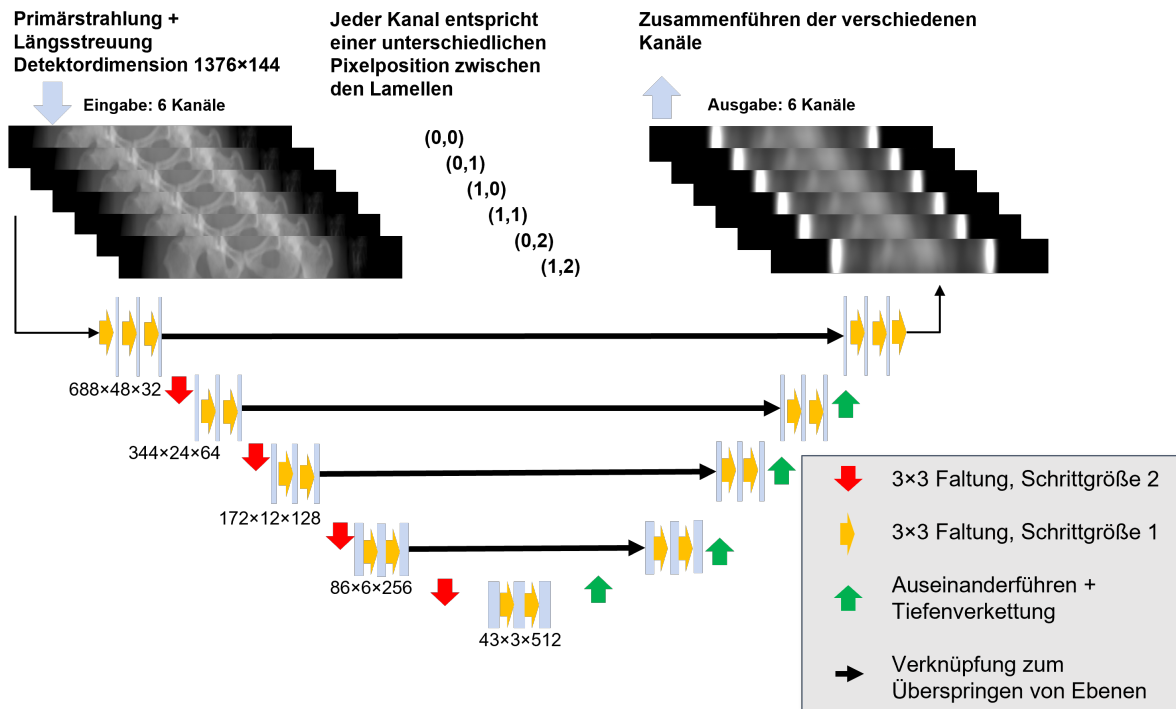 Primärstrahlung +
Längsstreuung
Detektordimension 1376×144
Eingabe: 6 Kanäle
Jeder Kanal entspricht
einer unterschiedlichen
Pixelposition zwischen
den Lamellen
(0,0)
(0,1)
(1,0)
(1,1)
(0,2)
(1,2)
Zusammenführen der verschiedenen
Kanäle
Ausgabe: 6 Kanäle
688×48×32
344×24×64
172×12×128
86×6×256
43×3×512
3×3 Faltung, Schrittgröße 2
3×3 Faltung, Schrittgröße 1
Auseinanderführen +
Tiefenverkettung
Verknüpfung zum
Überspringen von Ebenen